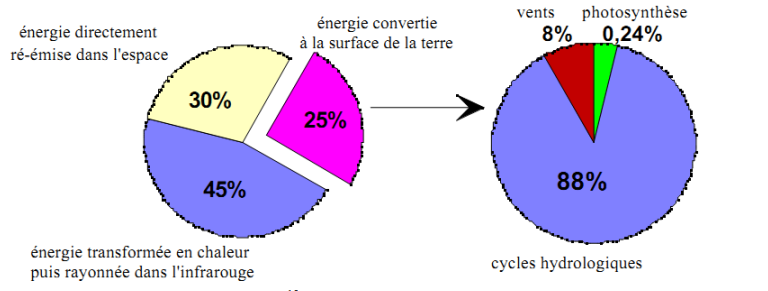 énergie directement
ré-émise dans l'espace
30%
énergie convertie
à la surface de la terre
25%
45%
énergie transformée en chaleur
puis rayonnée dans l'infrarouge
vents
8%
photosynthèse
0,24%
88%
cycles hydrologiques